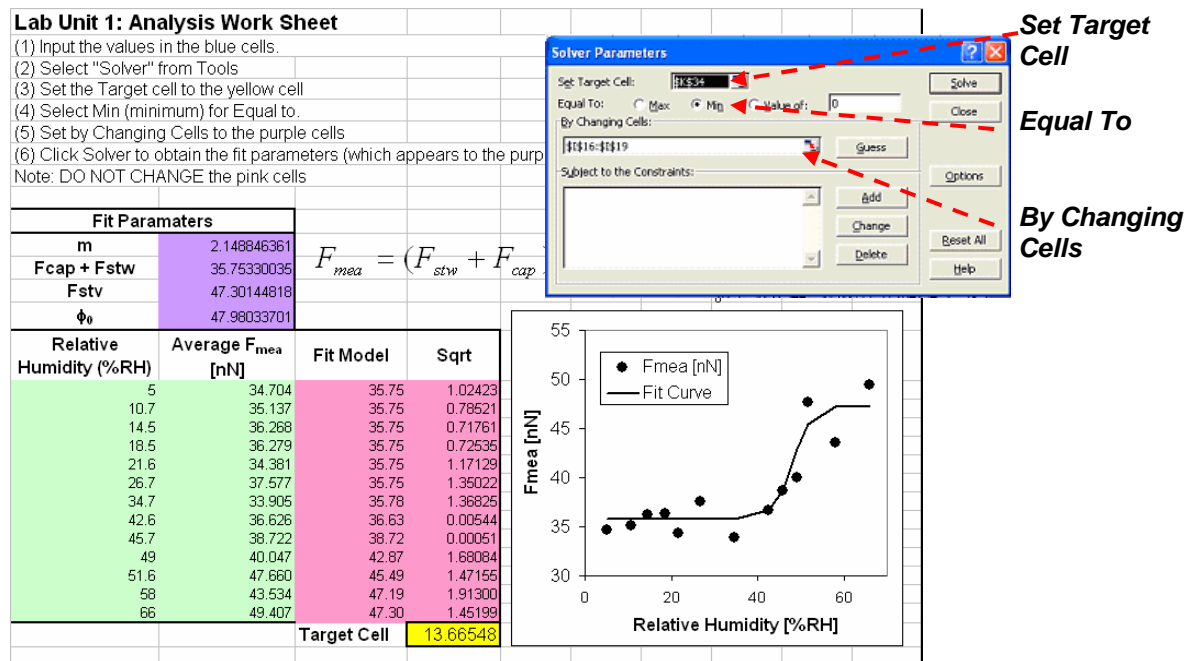 Lab Unit 1: Analysis Work Sheet
(1) Input the values in the blue cells.
(2) Select "Solver" from Tools
(3) Set the Target cell to the yellow cell
(4) Select Min (minimum) for Equal to.
(5) Set by Changing Cells to the purple cells
(6) Click Solver to obtain the fit parameters (which appears to the purp
Note: DO NOT CHANGE the pink cells
Solver Parameters
Set Target Cell: $K$34 Solve
Equal To: Max Min Value of: 0 Close
By Changing Cells:
$I$16:$I$19 Guess
Subject to the Constraints: Options
Add
Change
Delete
Reset All
Help
Set Target
Cell
Equal To
By Changing
Cells
Fit Paramaters
m 2.148846361
Fcap + Fstw 35.75330035
Fstv 47.30144818
ϕ0 47.98033701
Fmea = (Fstw + Fcap
Relative Humidity (%RH) Average Fmea [nN] Fit Model Sqrt
5 34.704 35.75 1.02423
10.7 35.137 35.75 0.78521
14.5 36.268 35.75 0.71761
18.5 36.279 35.75 0.72535
21.6 34.381 35.75 1.17129
26.7 37.577 35.75 1.35022
34.7 33.905 35.78 1.36825
42.6 36.626 36.63 0.00544
45.7 38.722 38.72 0.00051
49 40.047 42.87 1.68084
51.6 47.660 45.49 1.47155
58 43.534 47.19 1.91300
66 49.407 47.30 1.45199
Target Cell 13.66548
Fmea [nN]
Fit Curve
Fmea [nN]
55
50
45
40
35
30
0 20 40 60
Relative Humidity [%RH]